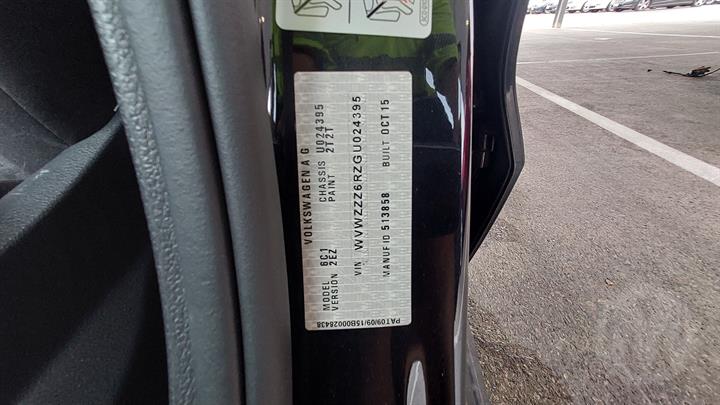 VOLKSWAGEN A G
MODEL 6C1 CHASSIS U024395
VERSION 2EZ PAINT 2T2T
VIN WVWZZZ6RZGU024395
MANUF ID 513858 BUILT OCT 15
PAT09/09/15B00028438